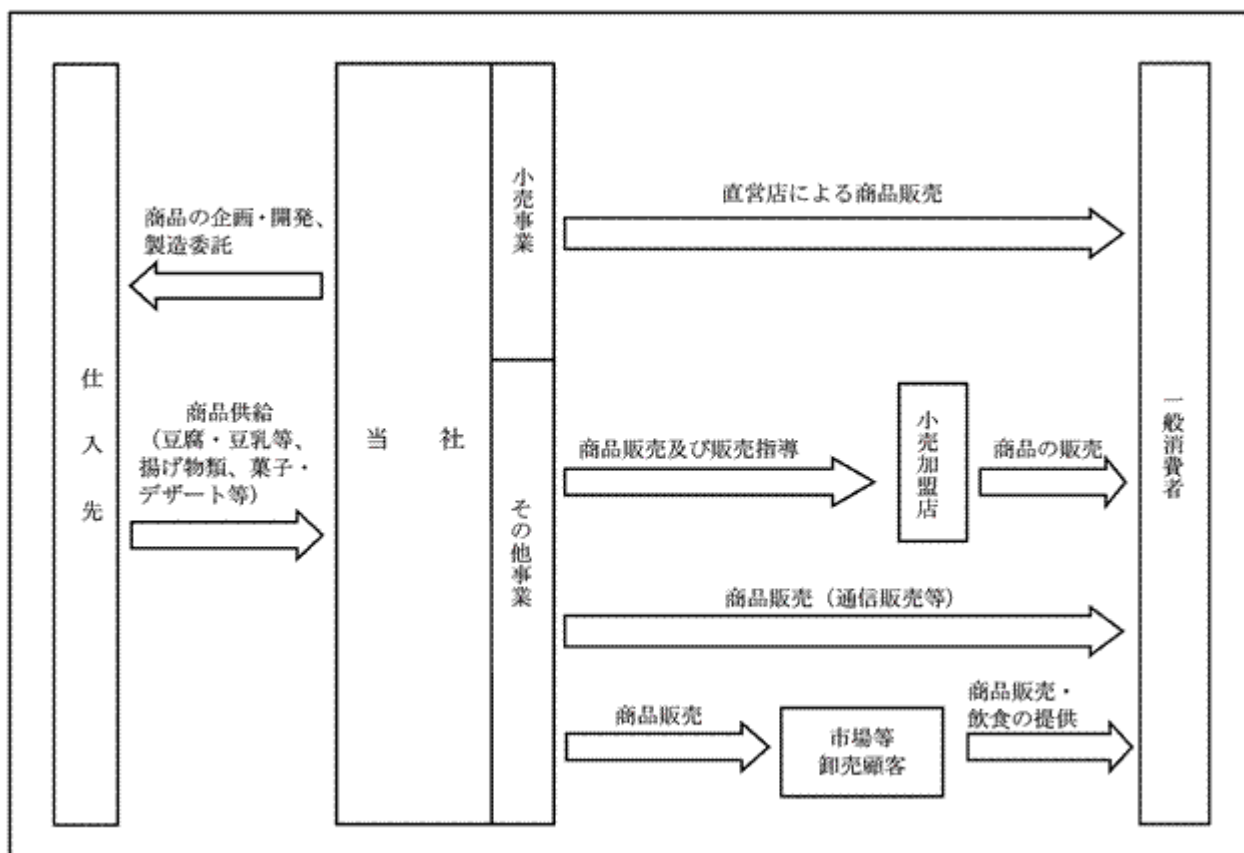 仕入先
商品の企画・開発、
製造委託
商品供給
（豆腐・豆乳等、
揚げ物類、菓子・
デザート等）
当社
小売事業
その他事業
直営店による商品販売
商品販売及び販売指導
小売加盟店
商品の販売
商品販売（通信販売等）
商品販売
市場等
卸売顧客
商品販売・
飲食の提供
一般消費者